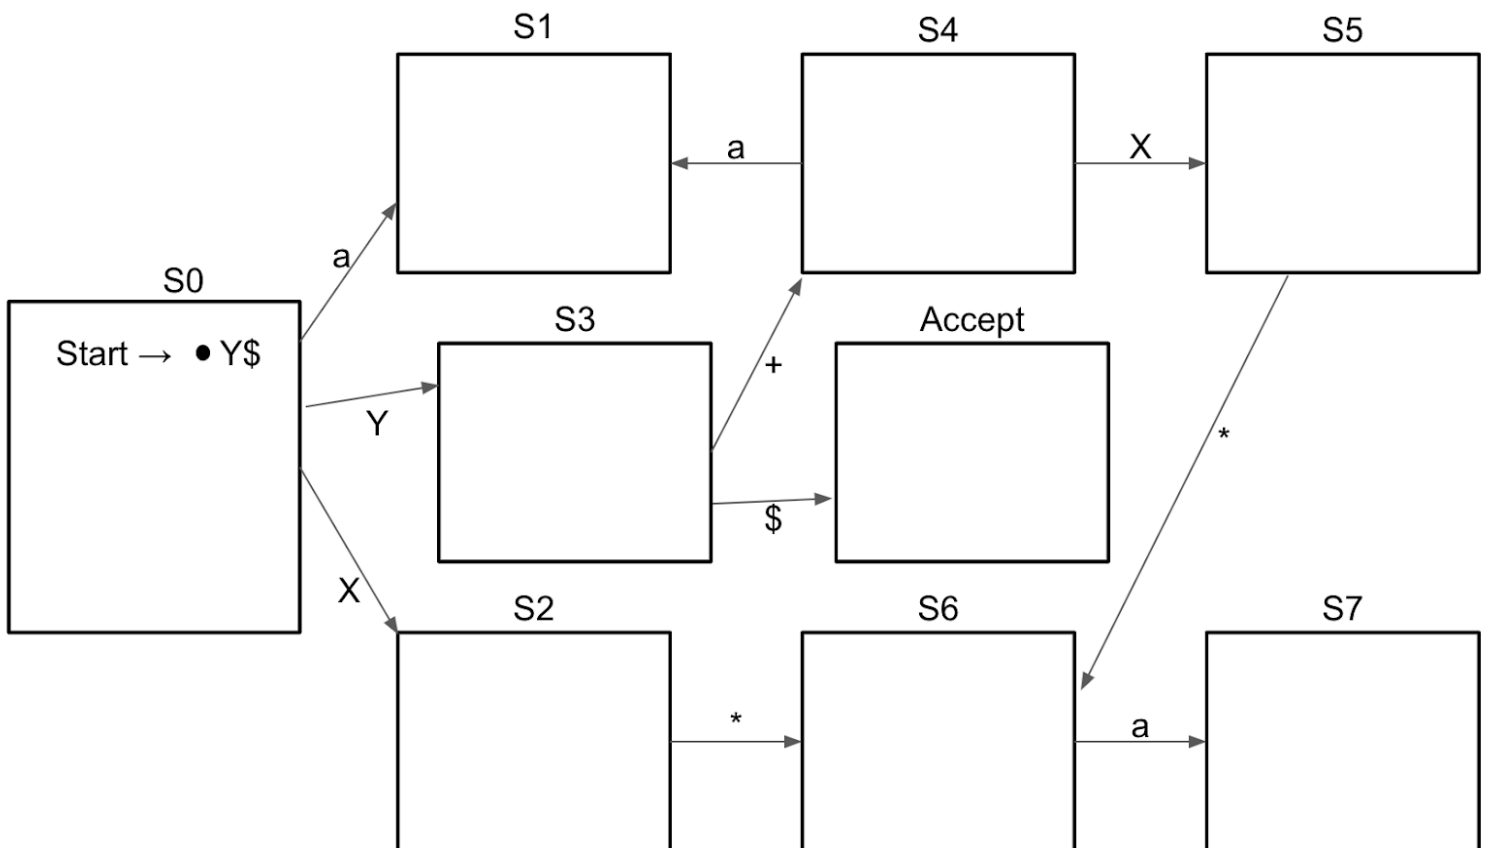 S1
S4
S5
a
X
a
S0
S3
Accept
Start → ● Y$
+
Y
*
$
X
S2
S6
S7
*
a